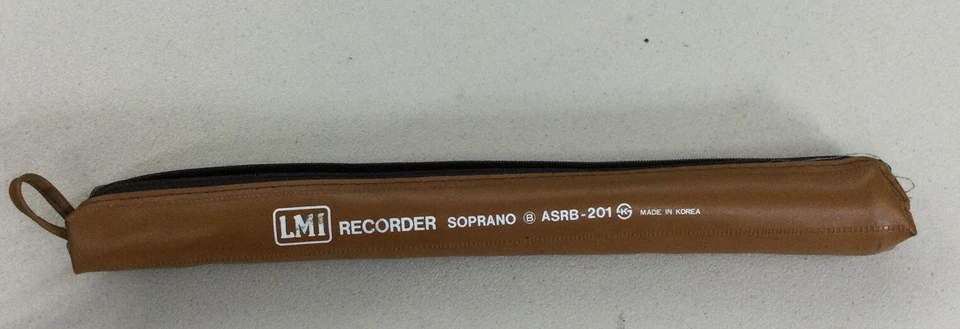 LMI RECORDER SOPRANO Ⓑ ASRB-201 MADE IN KOREA